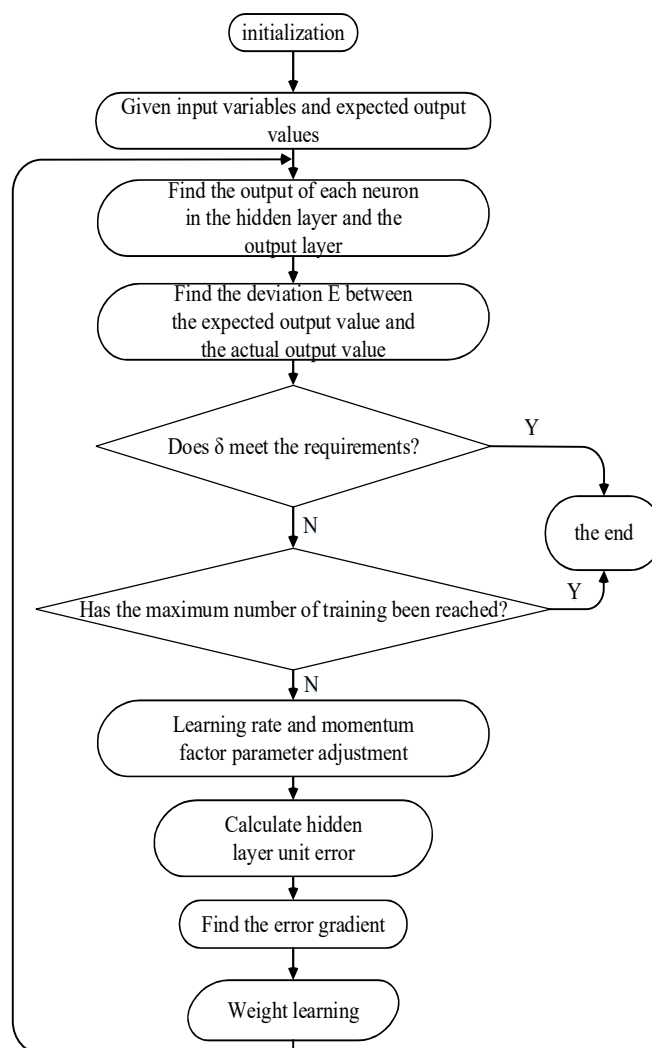 initialization
Given input variables and expected output
values
Find the output of each neuron
in the hidden layer and the
output layer
Find the deviation E between
the expected output value and
the actual output value
Does δ meet the requirements?
Y
N
the end
Has the maximum number of training been reached?
Y
N
Learning rate and momentum
factor parameter adjustment
Calculate hidden
layer unit error
Find the error gradient
Weight learning